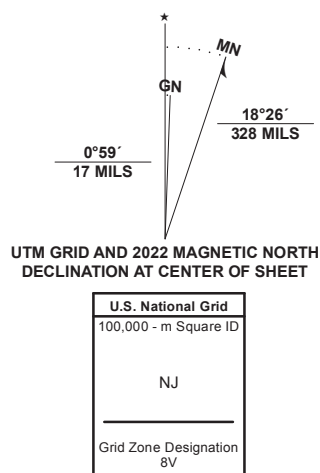 ★
MN
GN
18°26´
328 MILS
0°59´
17 MILS
UTM GRID AND 2022 MAGNETIC NORTH
DECLINATION AT CENTER OF SHEET
U.S. National Grid
100,000 - m Square ID
NJ
Grid Zone Designation
8V